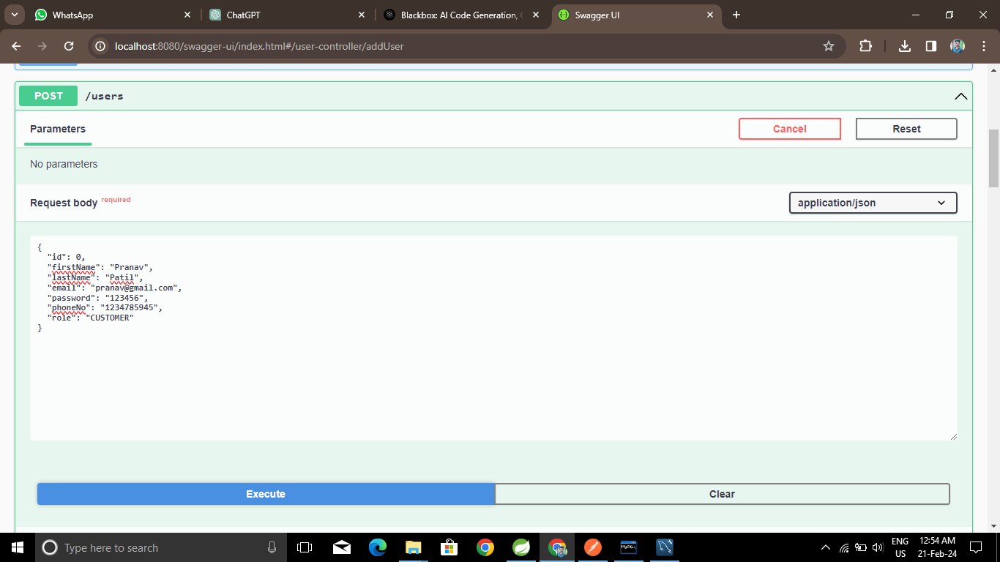 WhatsApp
ChatGPT
Blackbox: AI Code Generation,
Swagger UI
localhost:8080/swagger-ui/index.html#/user-controller/addUser
POST /users
Parameters
Cancel
Reset
No parameters
Request body required
application/json
{
"id": 0,
"firstName": "Pranav",
"lastName": "Patil",
"email": "pranav@gmail.com",
"password": "123456",
"phoneNo": "1234785945",
"role": "CUSTOMER"
}
Execute
Clear
Type here to search
MySQL
ENG
US
12:54 AM
21-Feb-24